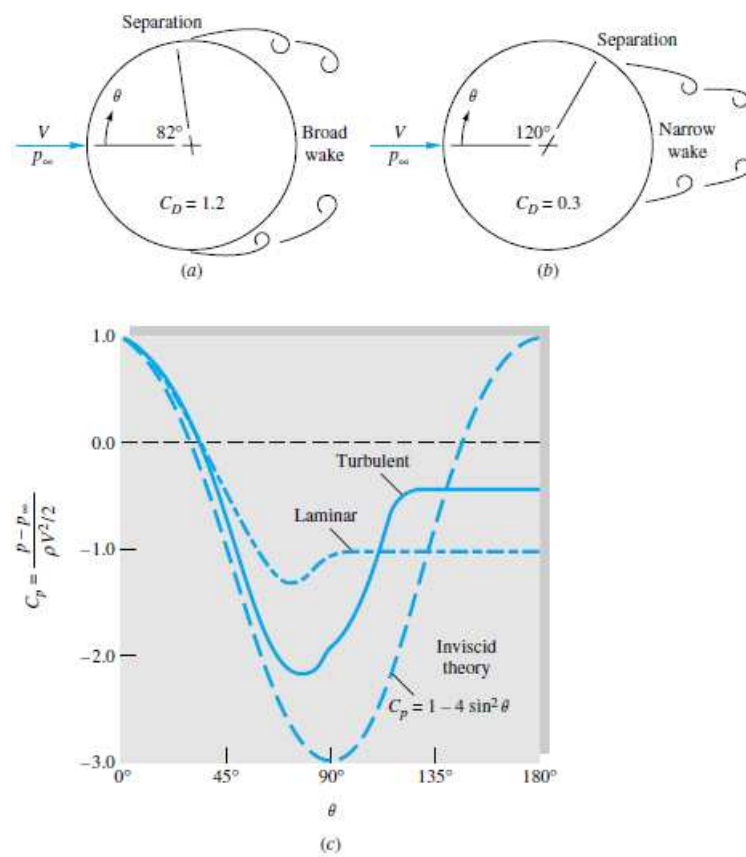 Separation
θ
V
p∞
82°
Broad
wake
C_D = 1.2
(a)
Separation
θ
V
p∞
120°
Narrow
wake
C_D = 0.3
(b)
1.0
0.0
–1.0
–2.0
–3.0
C_p = p – p∞ / ρV²/2
Turbulent
Laminar
Inviscid
theory
C_p = 1 – 4 sin² θ
0°
45°
90°
135°
180°
θ
(c)